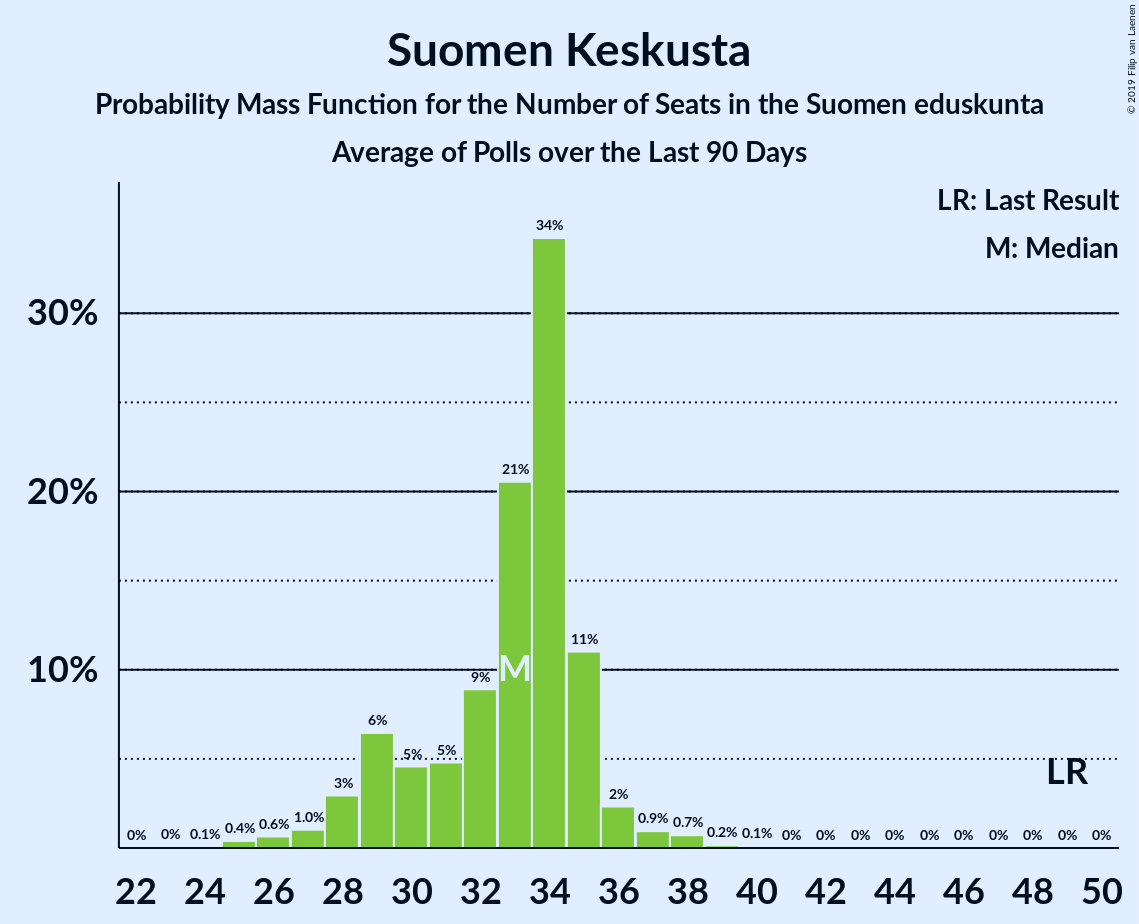 © 2019 Filip van Laenen
Suomen Keskusta
Probability Mass Function for the Number of Seats in the Suomen eduskunta
Average of Polls over the Last 90 Days
LR: Last Result
M: Median
30%
20%
10%
0% 0% 0.1% 0.4% 0.6% 1.0% 3% 6% 5% 5% 9% 21% 34% 11% 2% 0.9% 0.7% 0.2% 0.1% 0% 0% 0% 0% 0% 0% 0% 0% 0% 0%
M
LR
22 24 26 28 30 32 34 36 38 40 42 44 46 48 50